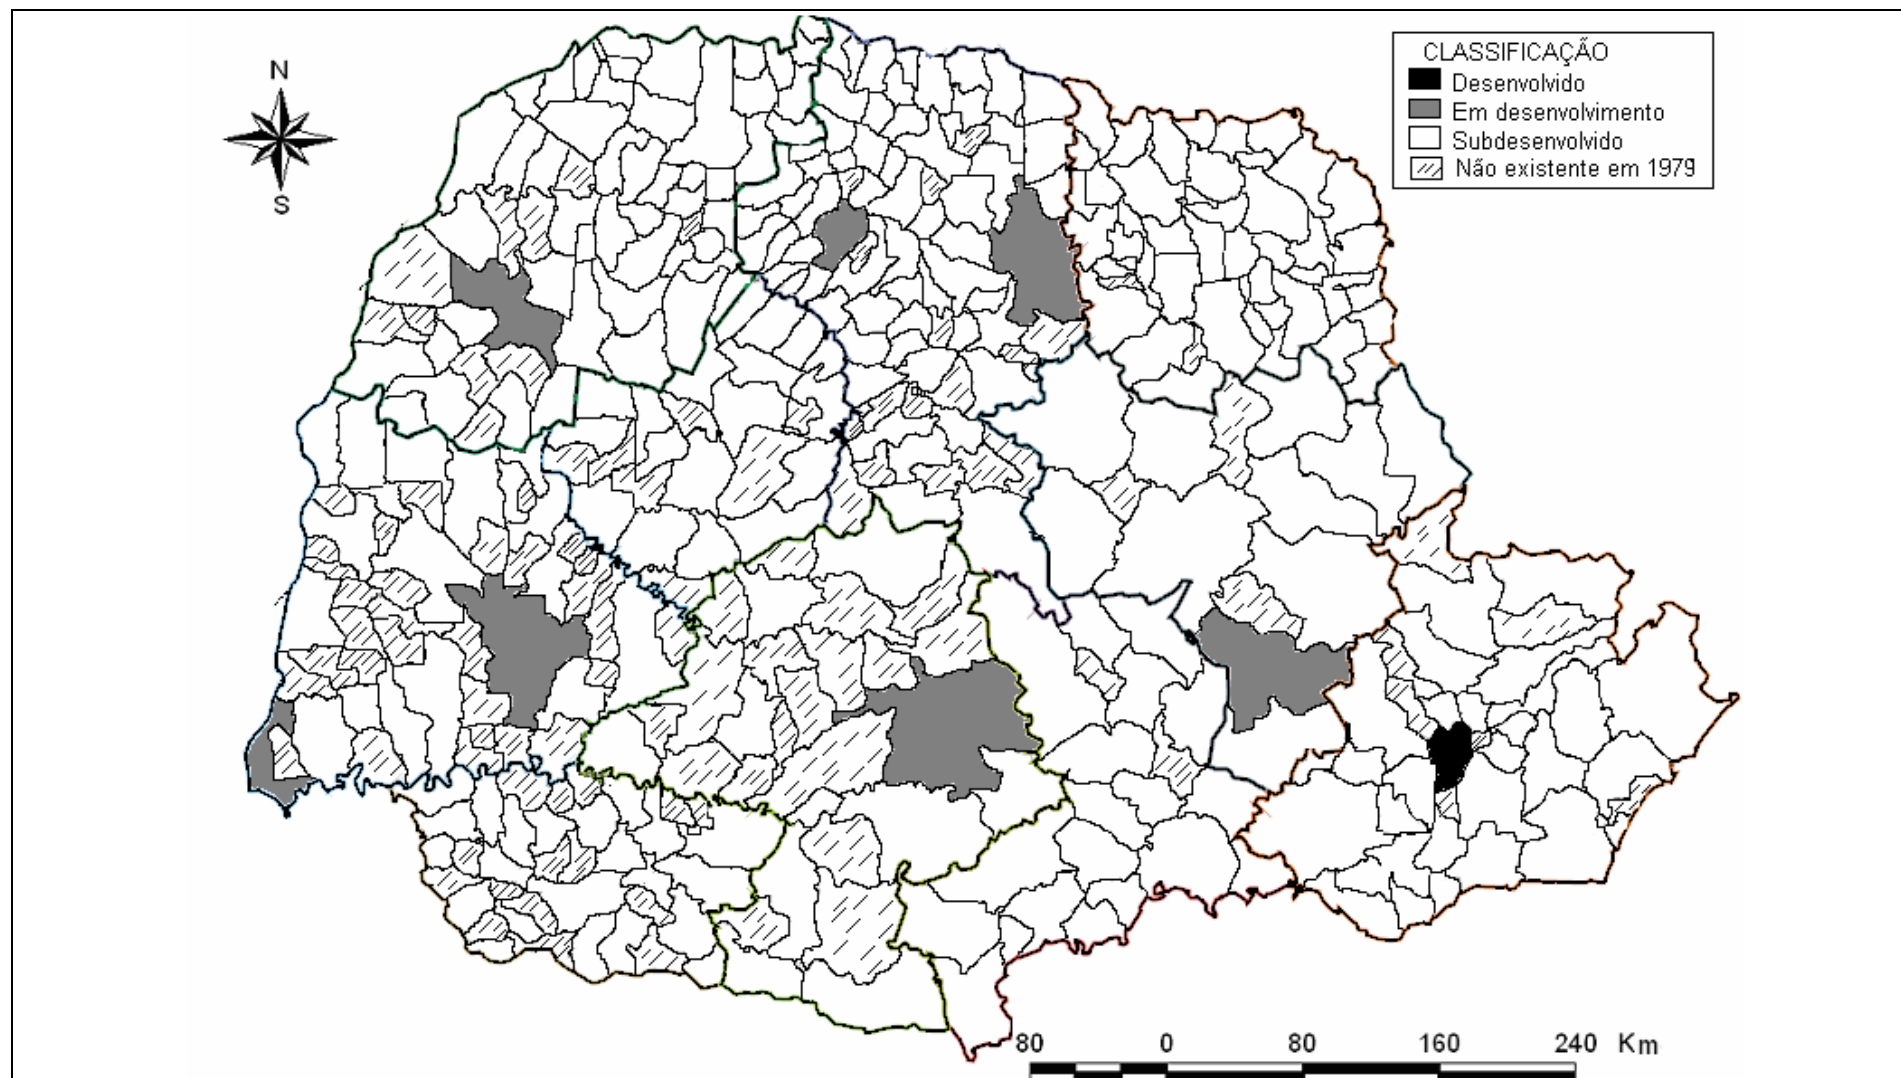 N
S
CLASSIFICAÇÃO
Desenvolvido
Em desenvolvimento
Subdesenvolvido
Não existente em 1979
80 0 80 160 240 Km